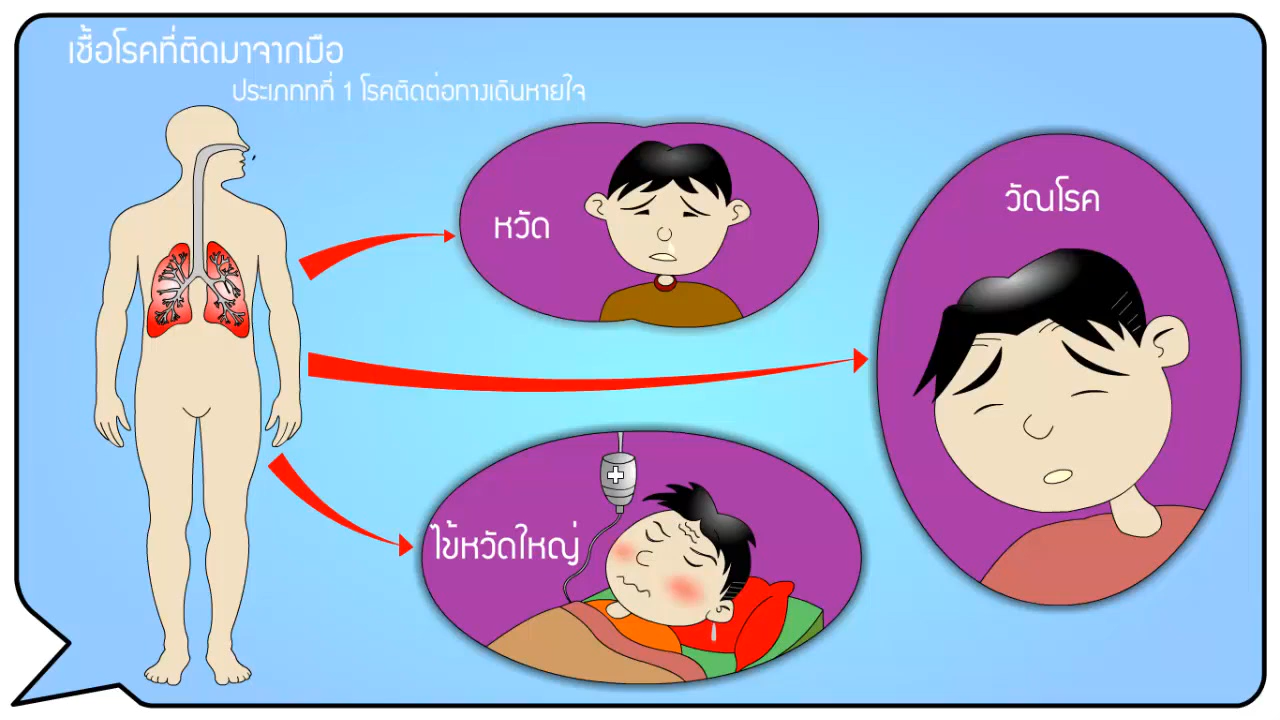 เชื้อโรคที่ติดมาจากมือ
ประเภทที่ 1 โรคติดต่อทางเดินหายใจ
หวัด
วัณโรค
ไข้หวัดใหญ่